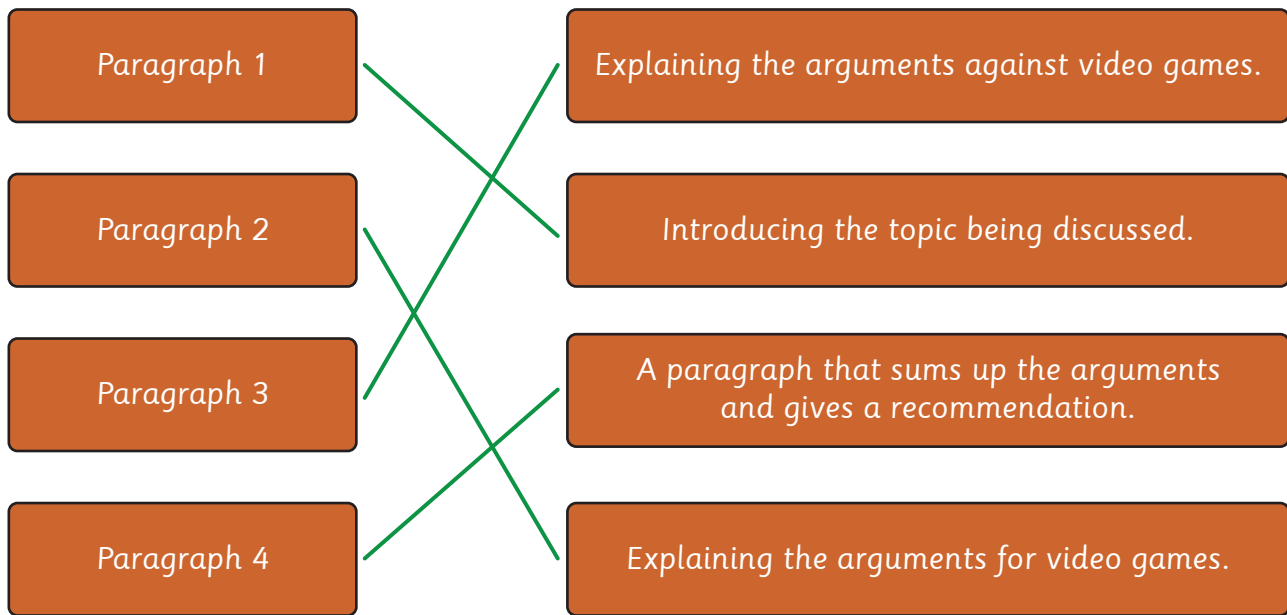 Paragraph 1
Explaining the arguments against video games.
Paragraph 2
Introducing the topic being discussed.
Paragraph 3
A paragraph that sums up the arguments
and gives a recommendation.
Paragraph 4
Explaining the arguments for video games.